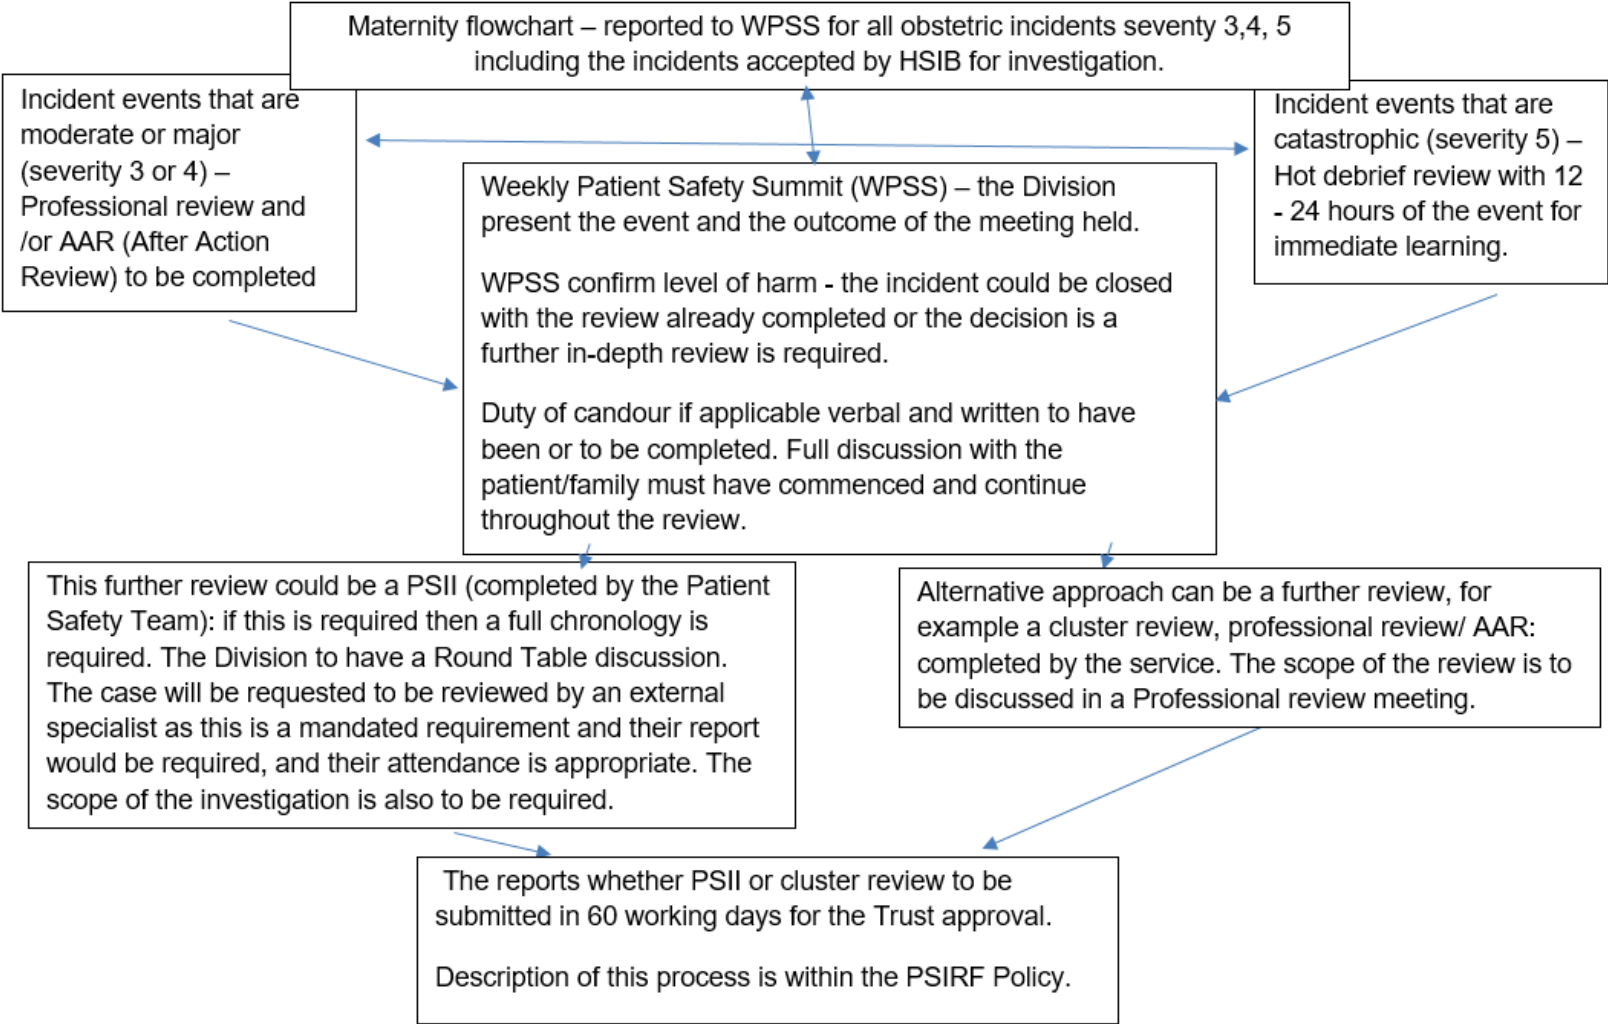 Maternity flowchart – reported to WPSS for all obstetric incidents seventy 3,4, 5
including the incidents accepted by HSIB for investigation.
Incident events that are
moderate or major
(severity 3 or 4) –
Professional review and
/or AAR (After Action
Review) to be completed
Incident events that are
catastrophic (severity 5) –
Hot debrief review with 12
- 24 hours of the event for
immediate learning.
Weekly Patient Safety Summit (WPSS) – the Division
present the event and the outcome of the meeting held.
WPSS confirm level of harm - the incident could be closed
with the review already completed or the decision is a
further in-depth review is required.
Duty of candour if applicable verbal and written to have
been or to be completed. Full discussion with the
patient/family must have commenced and continue
throughout the review.
This further review could be a PSII (completed by the Patient
Safety Team): if this is required then a full chronology is
required. The Division to have a Round Table discussion.
The case will be requested to be reviewed by an external
specialist as this is a mandated requirement and their report
would be required, and their attendance is appropriate. The
scope of the investigation is also to be required.
Alternative approach can be a further review, for
example a cluster review, professional review/ AAR:
completed by the service. The scope of the review is to
be discussed in a Professional review meeting.
The reports whether PSII or cluster review to be
submitted in 60 working days for the Trust approval.
Description of this process is within the PSIRF Policy.